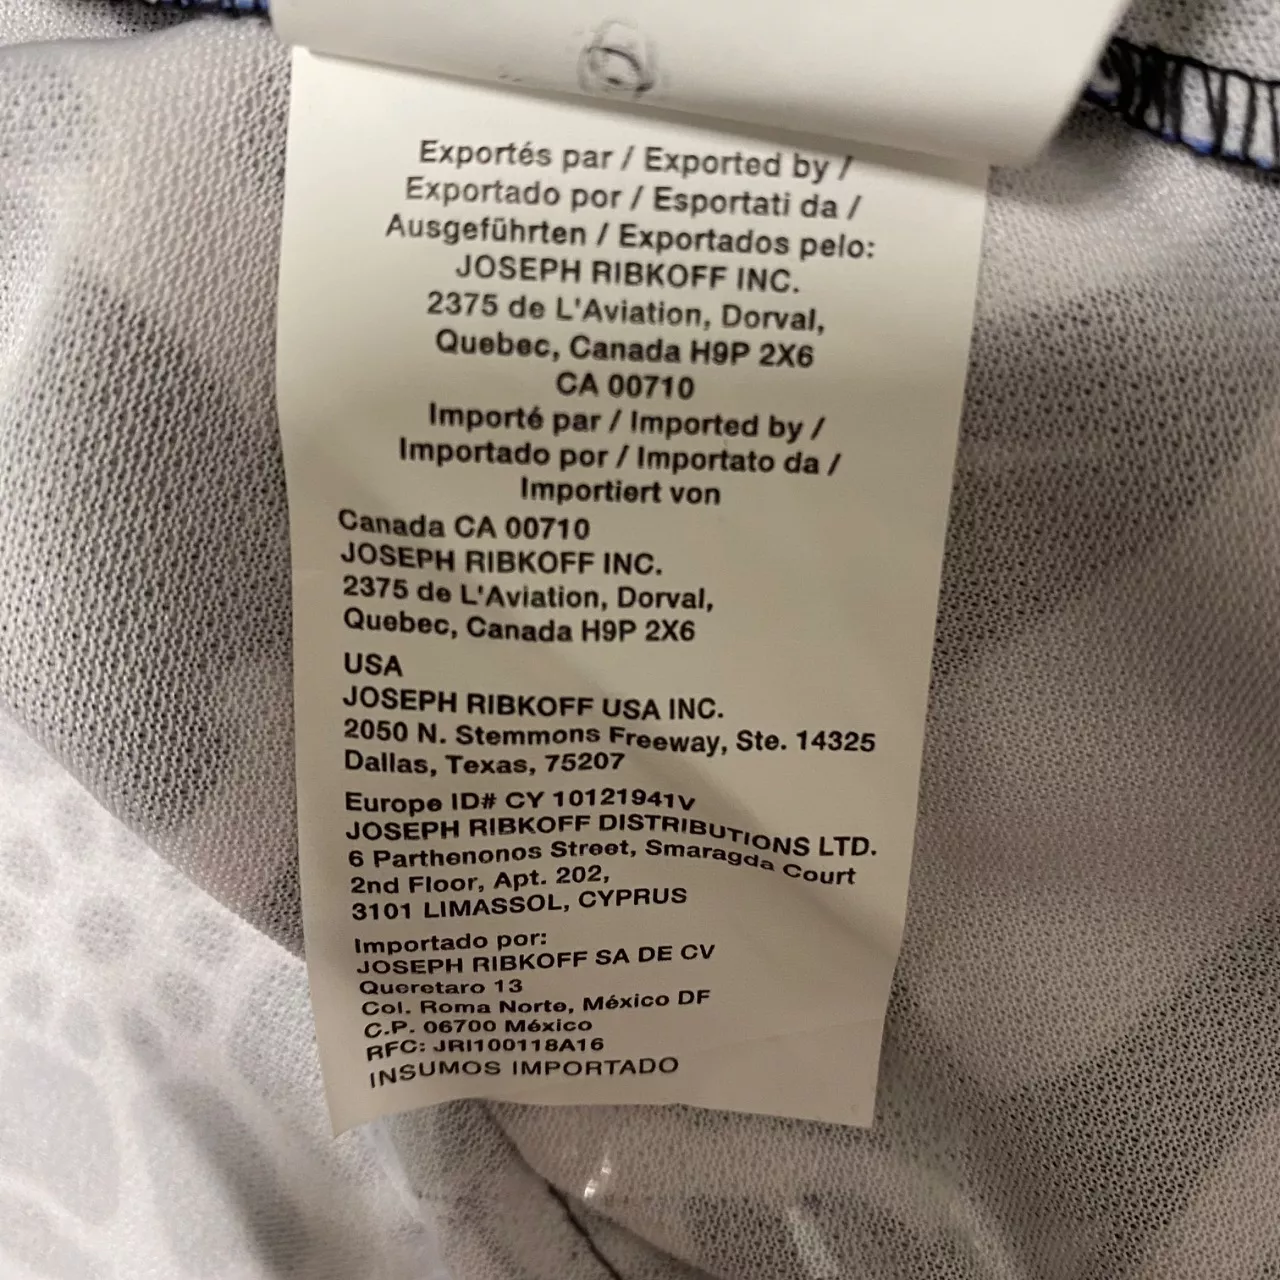 Exportés par / Exported by /
Exportado por / Esportati da /
Ausgeführten / Exportados pelo:
JOSEPH RIBKOFF INC.
2375 de L'Aviation, Dorval,
Quebec, Canada H9P 2X6
CA 00710
Importé par / Imported by /
Importado por / Importato da /
Importiert von
Canada CA 00710
JOSEPH RIBKOFF INC.
2375 de L'Aviation, Dorval,
Quebec, Canada H9P 2X6
USA
JOSEPH RIBKOFF USA INC.
2050 N. Stemmons Freeway, Ste. 14325
Dallas, Texas, 75207
Europe ID# CY 10121941V
JOSEPH RIBKOFF DISTRIBUTIONS LTD.
6 Parthenonos Street, Smaragda Court
2nd Floor, Apt. 202,
3101 LIMASSOL, CYPRUS
Importado por:
JOSEPH RIBKOFF SA DE CV
Queretaro 13
Col. Roma Norte, México DF
C.P. 06700 México
RFC: JRI100118A16
INSUMOS IMPORTADO